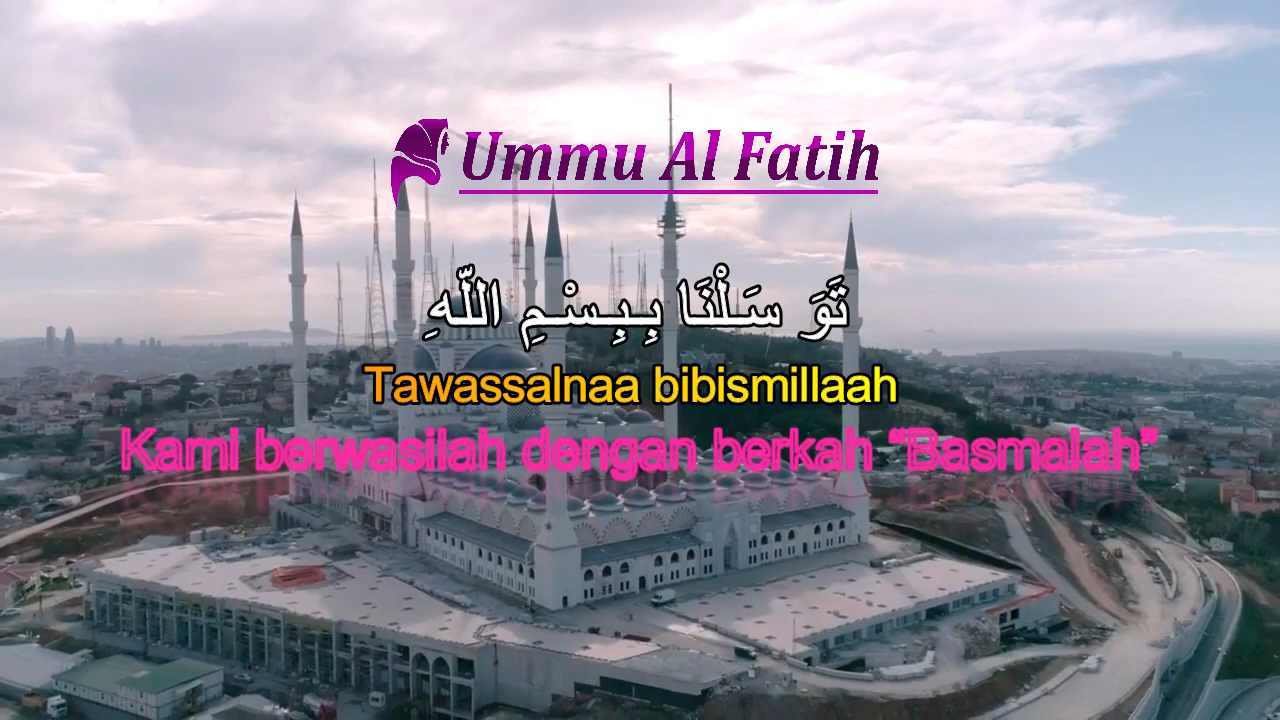 Ummu Al Fatih
تَوَ سَلْنَا بِبِسْمِ اللّهِ
Tawassalnaa bibismillaah
Kami berwasilah dengan berkah “Basmalah”